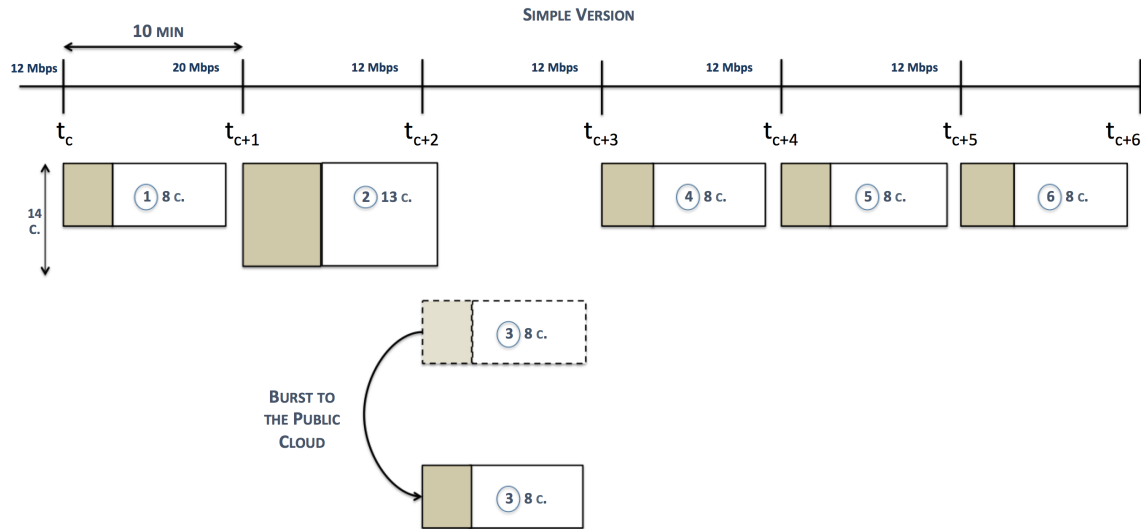 SIMPLE VERSION
10 MIN
12 Mbps 20 Mbps 12 Mbps 12 Mbps 12 Mbps 12 Mbps
tc tc+1 tc+2 tc+3 tc+4 tc+5 tc+6
14
C.
1 8 C.
2 13 C.
4 8 C.
5 8 C.
6 8 C.
3 8 C.
BURST TO
THE PUBLIC
CLOUD
3 8 C.